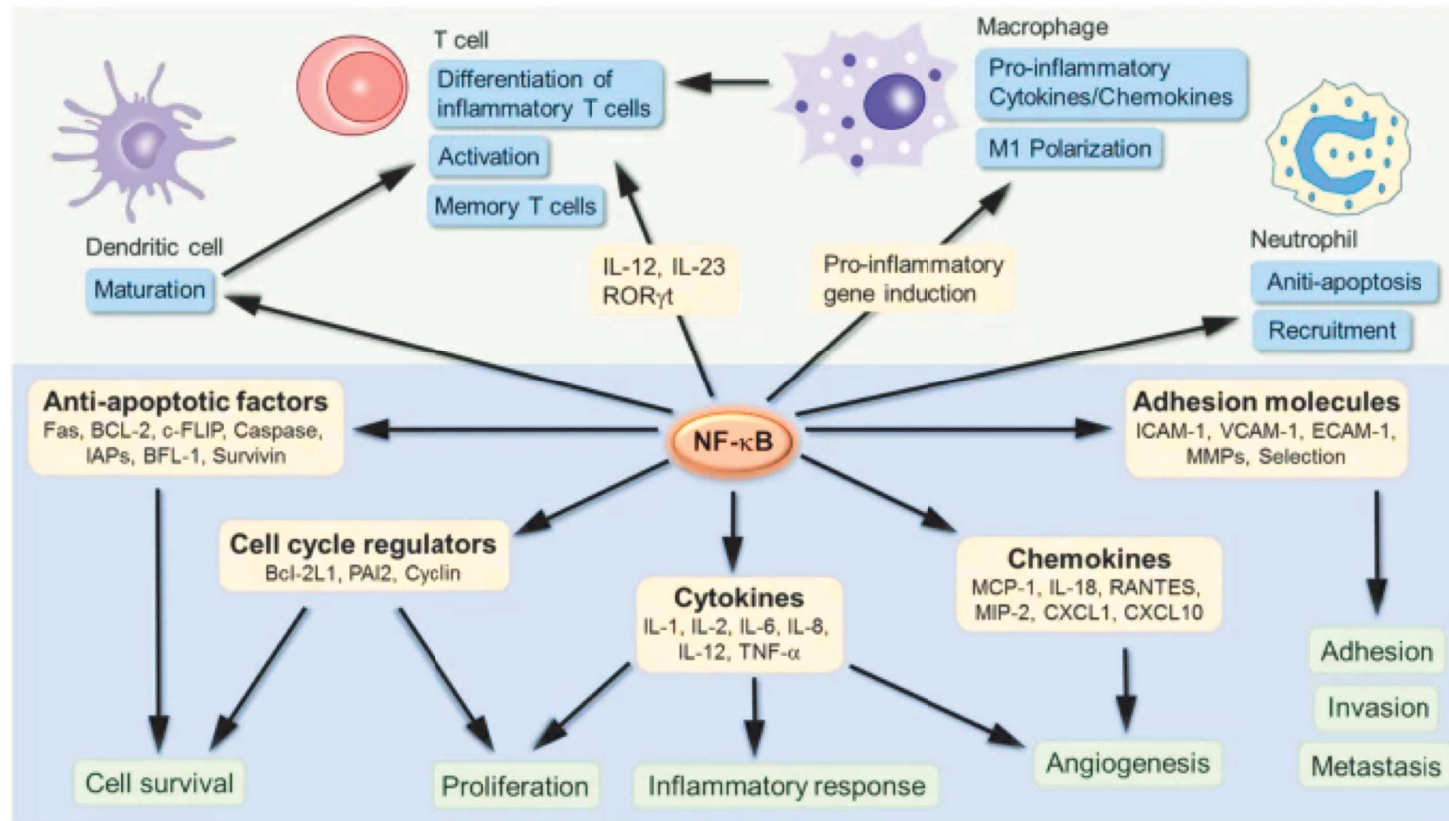 T cell
Differentiation of
inflammatory T cells
Activation
Memory T cells
Macrophage
Pro-inflammatory
Cytokines/Chemokines
M1 Polarization
Dendritic cell
Maturation
Neutrophil
Aniti-apoptosis
Recruitment
IL-12, IL-23
RORγt
Pro-inflammatory
gene induction
NF-κB
Anti-apoptotic factors
Fas, BCL-2, c-FLIP, Caspase,
IAPs, BFL-1, Survivin
Adhesion molecules
ICAM-1, VCAM-1, ECAM-1,
MMPs, Selection
Cell cycle regulators
Bcl-2L1, PAI2, Cyclin
Cytokines
IL-1, IL-2, IL-6, IL-8,
IL-12, TNF-α
Chemokines
MCP-1, IL-18, RANTES,
MIP-2, CXCL1, CXCL10
Cell survival
Proliferation
Inflammatory response
Angiogenesis
Adhesion
Invasion
Metastasis